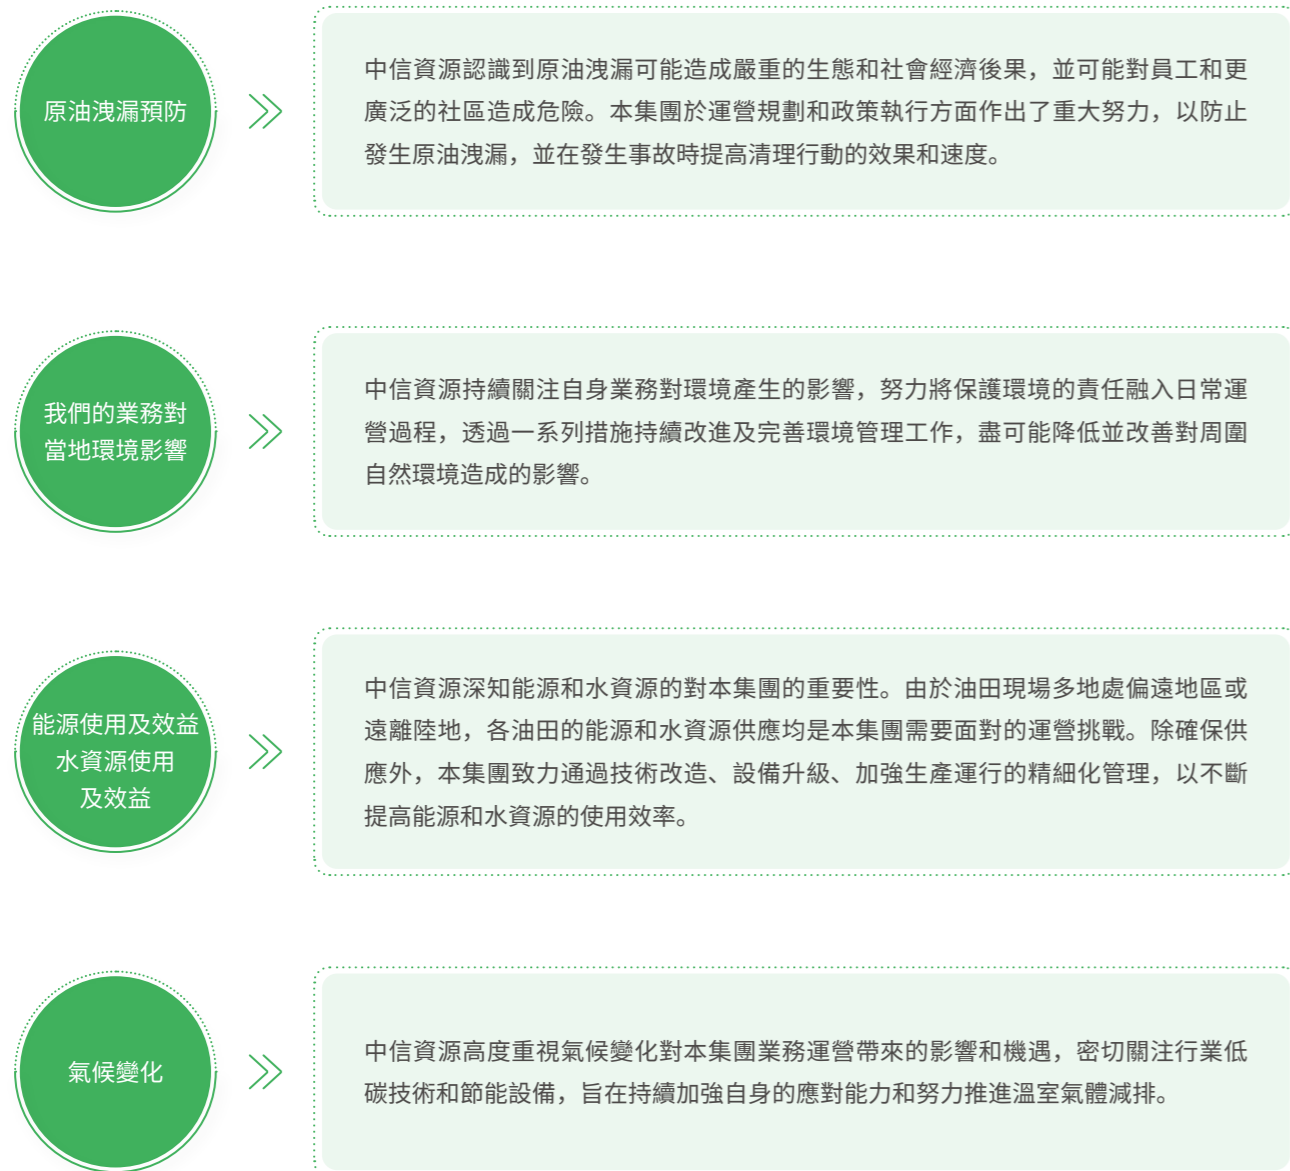 原油洩漏預防
中信資源認識到原油洩漏可能造成嚴重的生態和社會經濟後果，並可能對員工和更
廣泛的社區造成危險。本集團於運營規劃和政策執行方面作出了重大努力，以防止
發生原油洩漏，並在發生事故時提高清理行動的效果和速度。
我們的業務對
當地環境影響
中信資源持續關注自身業務對環境產生的影響，努力將保護環境的責任融入日常運
營過程，透過一系列措施持續改進及完善環境管理工作，盡可能降低並改善對周圍
自然環境造成的影響。
能源使用及效益
水資源使用
及效益
中信資源深知能源和水資源的對本集團的重要性。由於油田現場多地處偏遠地區或
遠離陸地，各油田的能源和水資源供應均是本集團需要面對的運營挑戰。除確保供
應外，本集團致力通過技術改造、設備升級、加強生產運行的精細化管理，以不斷
提高能源和水資源的使用效率。
氣候變化
中信資源高度重視氣候變化對本集團業務運營帶來的影響和機遇，密切關注行業低
碳技術和節能設備，旨在持續加強自身的應對能力和努力推進溫室氣體減排。